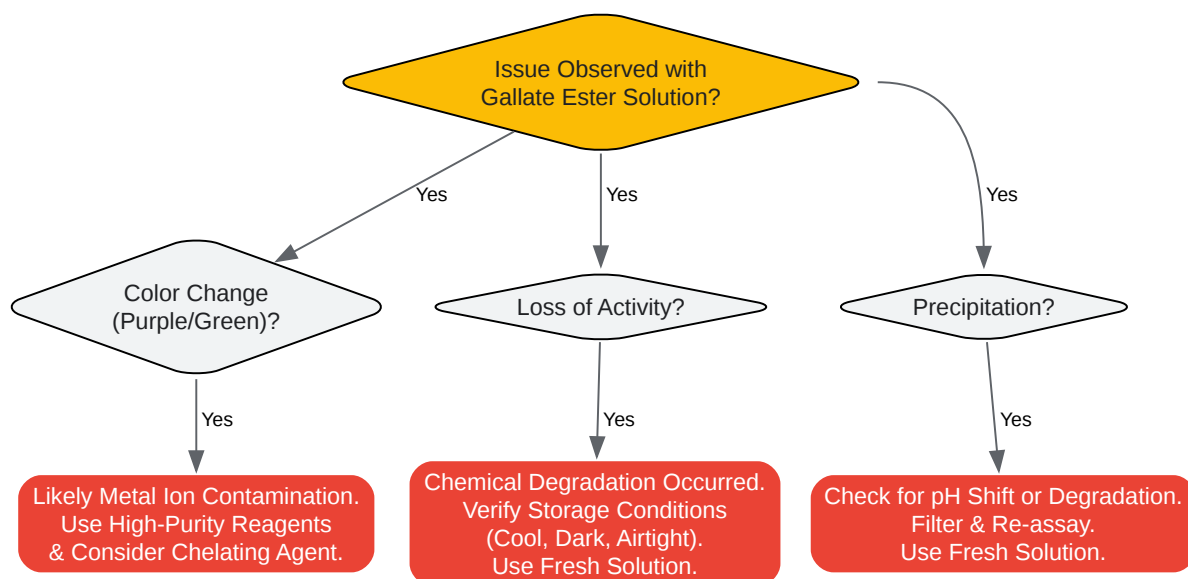 Issue Observed with
Gallate Ester Solution?
Yes
Yes
Yes
Color Change
(Purple/Green)?
Loss of Activity?
Precipitation?
Yes
Yes
Yes
Likely Metal Ion Contamination.
Use High-Purity Reagents
& Consider Chelating Agent.
Chemical Degradation Occurred.
Verify Storage Conditions
(Cool, Dark, Airtight).
Use Fresh Solution.
Check for pH Shift or Degradation.
Filter & Re-assay.
Use Fresh Solution.